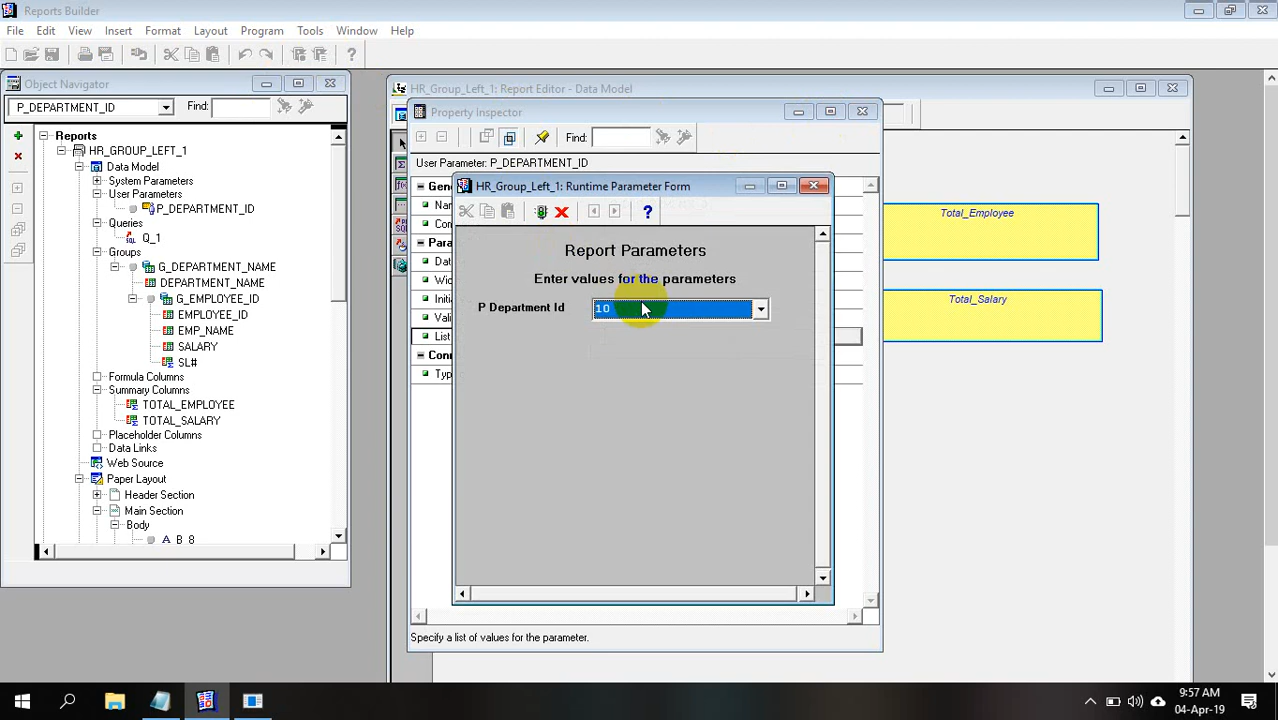 Reports Builder
File Edit View Insert Format Layout Program Tools Window Help
Object Navigator
P_DEPARTMENT_ID
Find:
Reports
HR_GROUP_LEFT_1
Data Model
System Parameters
User Parameters
P_DEPARTMENT_ID
Queries
Q_1
Groups
G_DEPARTMENT_NAME
DEPARTMENT_NAME
G_EMPLOYEE_ID
EMPLOYEE_ID
EMP_NAME
SALARY
SL#
Formula Columns
Summary Columns
TOTAL_EMPLOYEE
TOTAL_SALARY
Placeholder Columns
Data Links
Web Source
Paper Layout
Header Section
Main Section
Body
B_8
HR_Group_Left_1: Report Editor - Data Model
Property Inspector
Find:
User Parameter: P_DEPARTMENT_ID
HR_Group_Left_1: Runtime Parameter Form
Report Parameters
Enter values for the parameters
P Department Id
10
Specify a list of values for the parameter.
Total_Employee
Total_Salary
9:57 AM
04-Apr-19